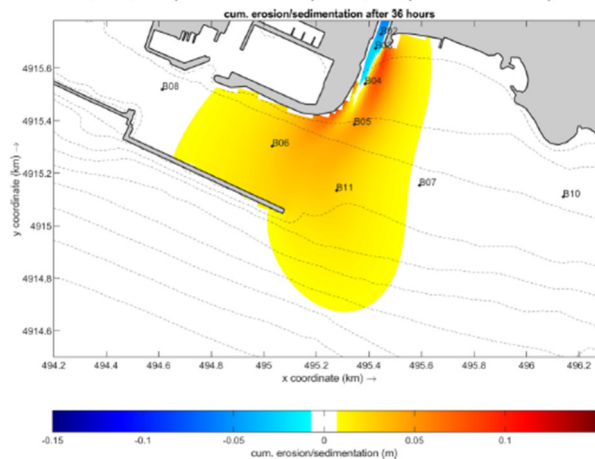 cum. erosion/sedimentation after 36 hours
B02
B03
B08
B04
B05
B06
B11
B07
B10
4915.6
4915.4
4915.2
4915
4914.8
4914.6
y coordinate (km) →
494.2 494.4 494.6 494.8 495 495.2 495.4 495.6 495.8 496 496.2
x coordinate (km) →
-0.15 -0.1 -0.05 0 0.05 0.1
cum. erosion/sedimentation (m)